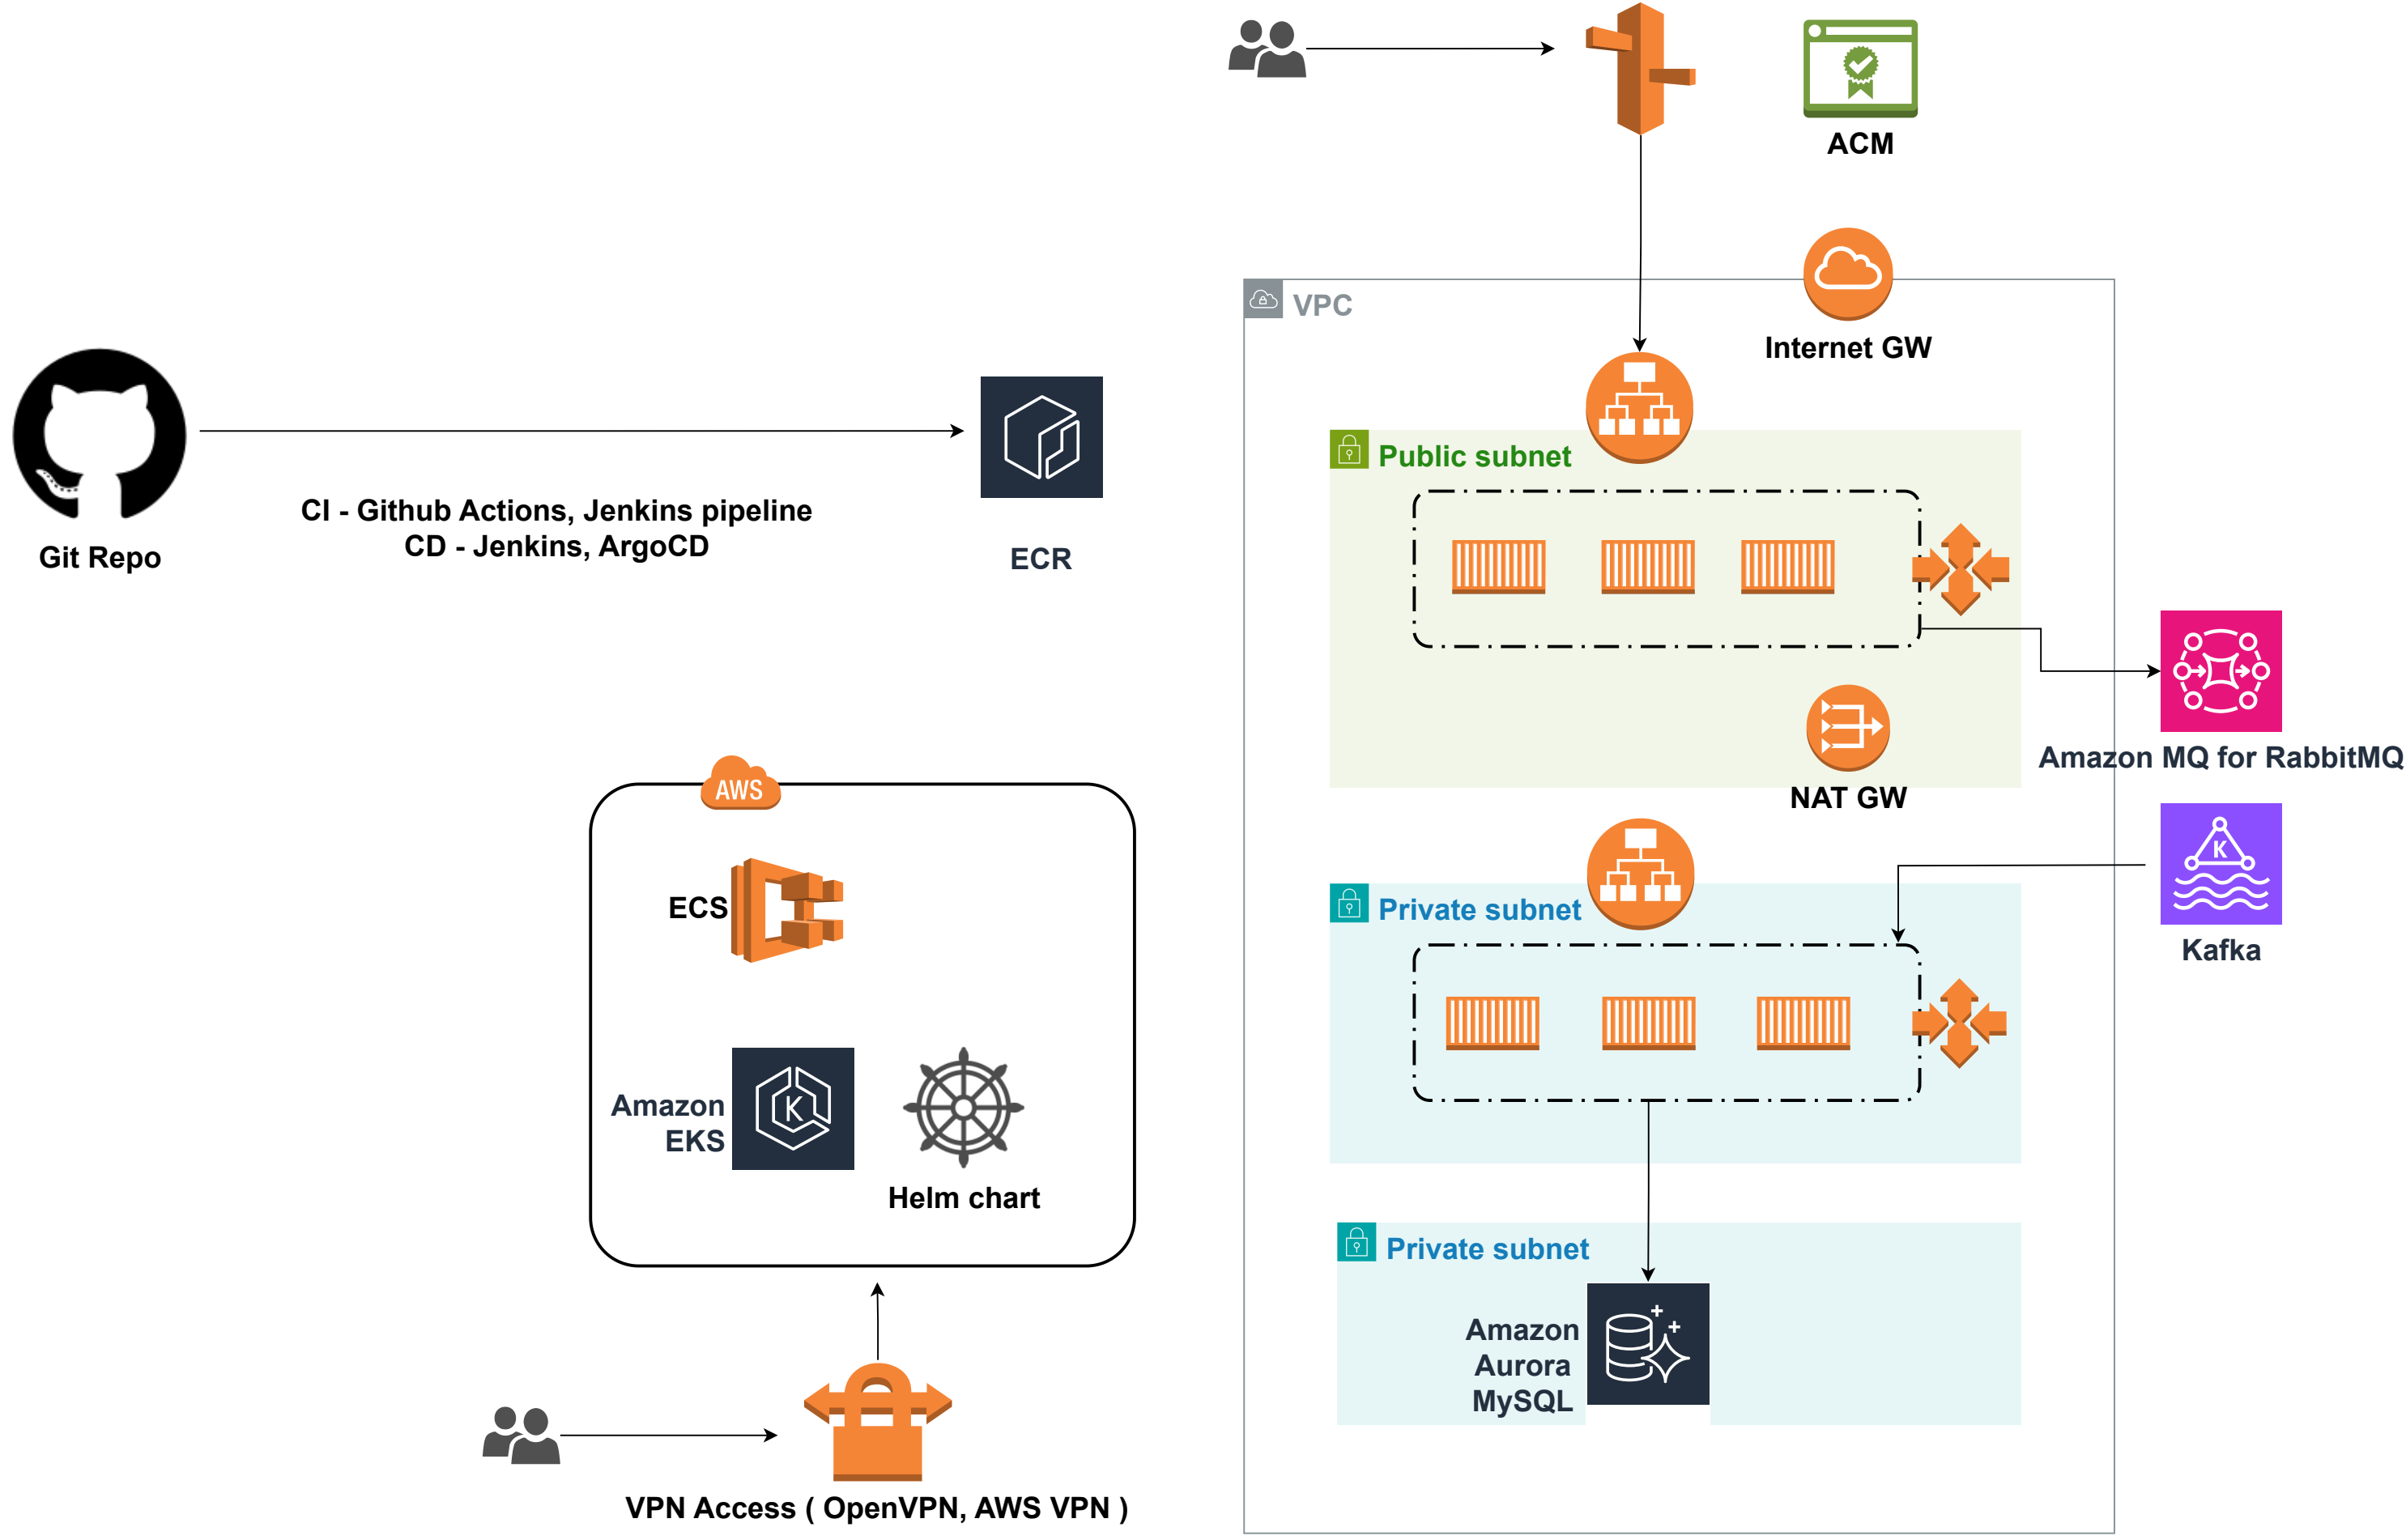 ACM
VPC
Internet GW
Public subnet
Git Repo
CI - Github Actions, Jenkins pipeline
CD - Jenkins, ArgoCD
ECR
Amazon MQ for RabbitMQ
NAT GW
AWS
ECS
Private subnet
K
Kafka
Amazon
EKS
K
Helm chart
Private subnet
Amazon
Aurora
MySQL
VPN Access ( OpenVPN, AWS VPN )